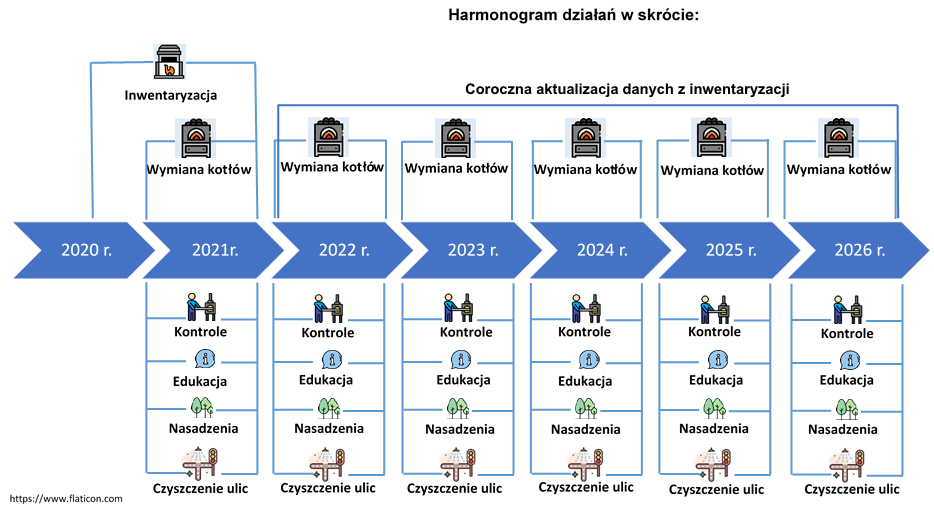 Harmonogram działań w skrócie:
Inwentaryzacja
Coroczna aktualizacja danych z inwentaryzacji
Wymiana kotłów
Wymiana kotłów
Wymiana kotłów
Wymiana kotłów
Wymiana kotłów
Wymiana kotłów
2020 r.
2021r.
2022 r.
2023 r.
2024 r.
2025 r.
2026 r.
Kontrole
Kontrole
Kontrole
Kontrole
Kontrole
Kontrole
Edukacja
Edukacja
Edukacja
Edukacja
Edukacja
Edukacja
Nasadzenia
Nasadzenia
Nasadzenia
Nasadzenia
Nasadzenia
Nasadzenia
Czyszczenie ulic
Czyszczenie ulic
Czyszczenie ulic
Czyszczenie ulic
Czyszczenie ulic
Czyszczenie ulic
https://www.flaticon.com